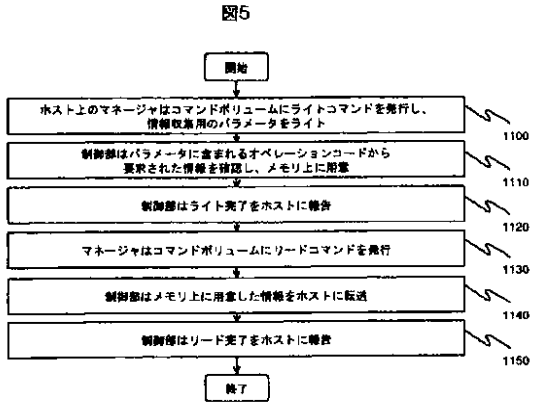 図5
開始
ホスト上のマネージャはコマンドボリュームにライトコマンドを発行し、
情報収集用のパラメータをライト
1100
制御部はパラメータに含まれるオペレーションコードから
要求された情報を確認し、メモリ上に用意
1110
制御部はライト完了をホストに報告
1120
マネージャはコマンドボリュームにリードコマンドを発行
1130
制御部はメモリ上に用意した情報をホストに転送
1140
制御部はリード完了をホストに報告
1150
終了